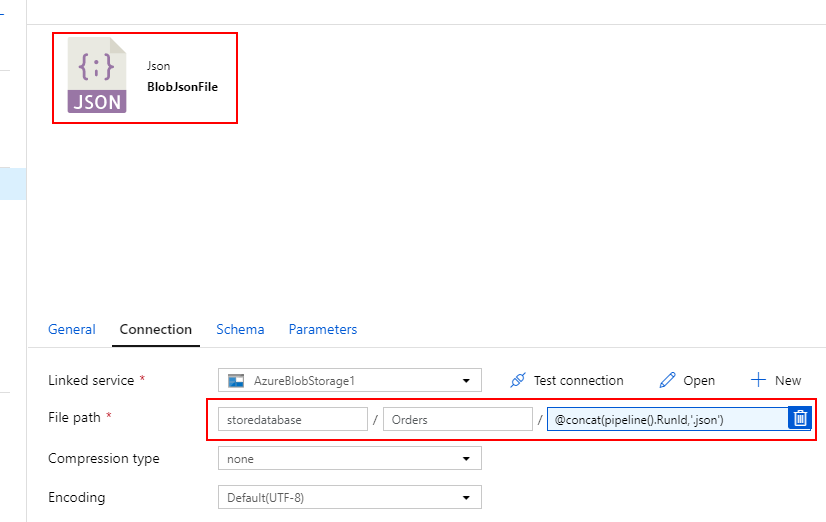 {;}
JSON
Json
BlobJsonFile
General Connection Schema Parameters
Linked service * AzureBlobStorage1 Test connection Open New
File path * storedatabase / Orders / @concat(pipeline().RunId,'.json')
Compression type none
Encoding Default(UTF-8)